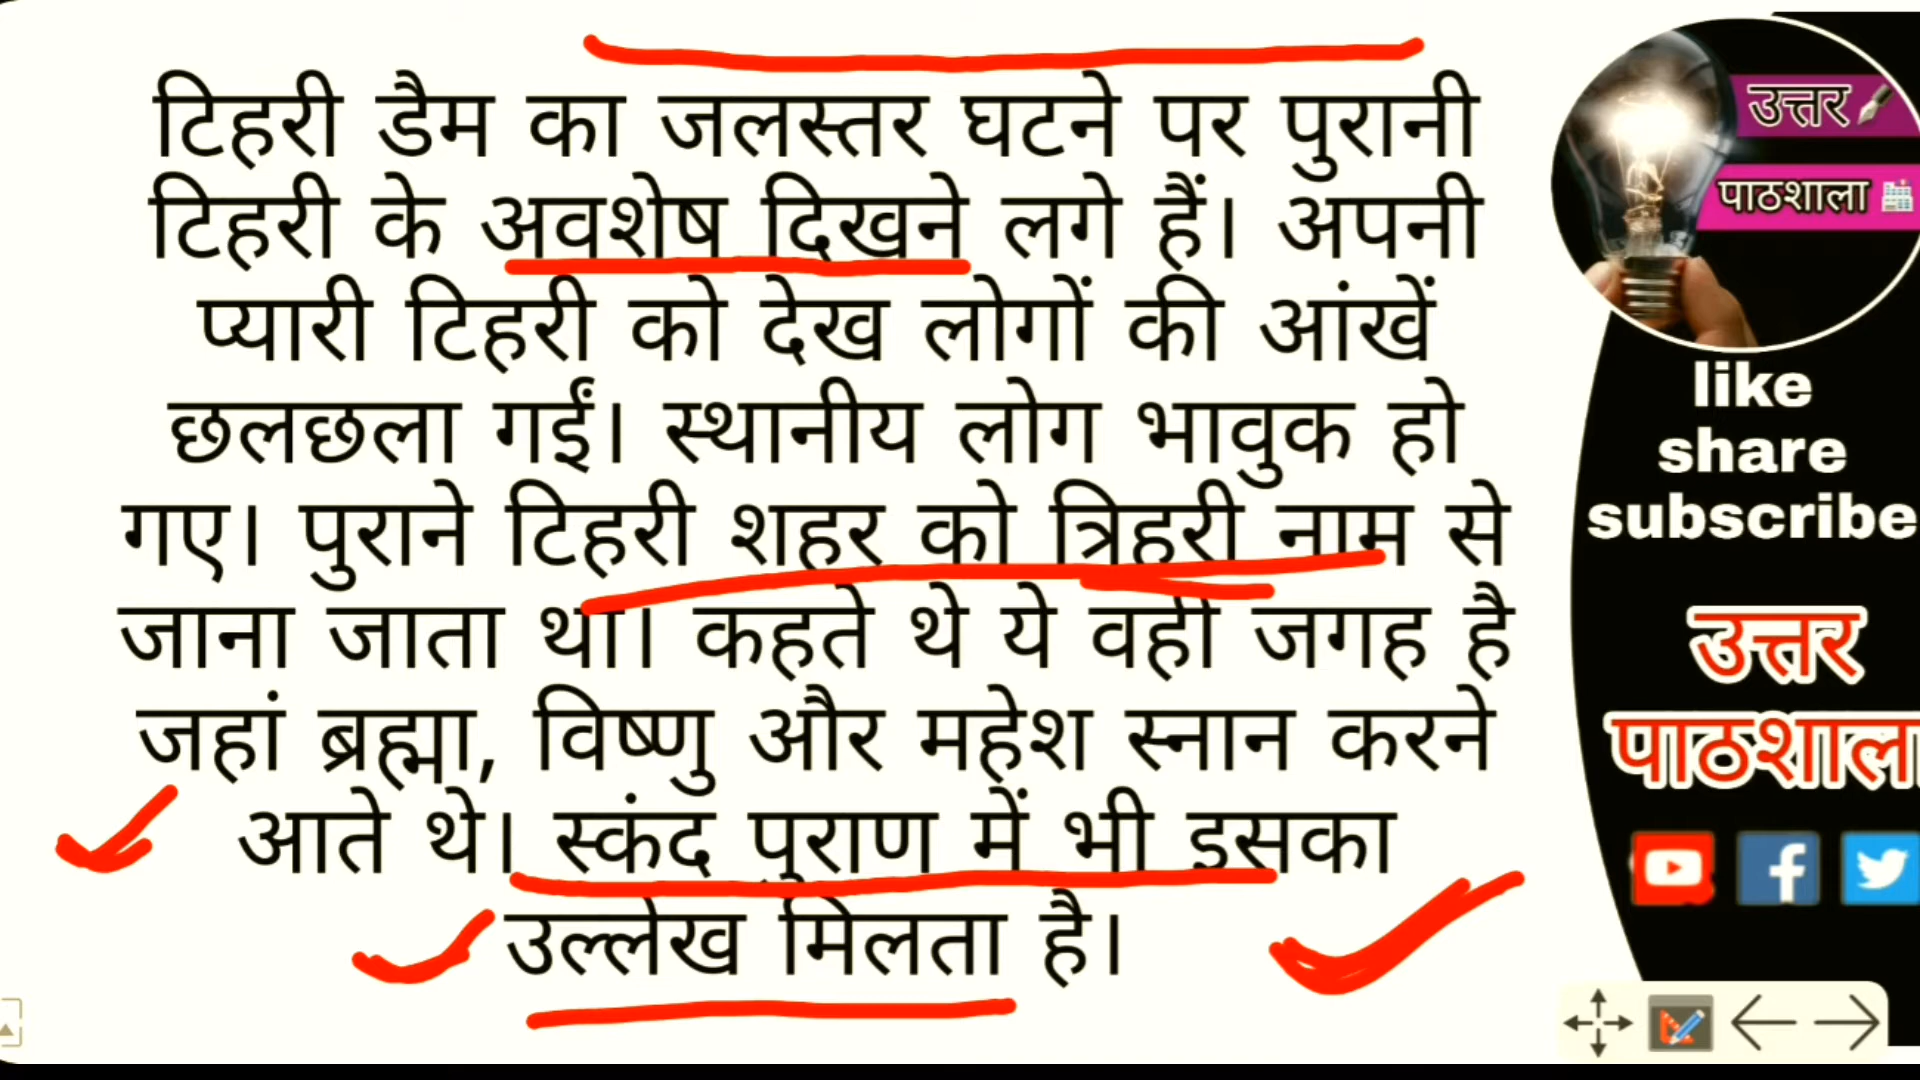 टिहरी डैम का जलस्तर घटने पर पुरानी
टिहरी के अवशेष दिखने लगे हैं। अपनी
प्यारी टिहरी को देख लोगों की आंखें
छलछला गईं। स्थानीय लोग भावुक हो
गए। पुराने टिहरी शहर को त्रिहरी नाम से
जाना जाता था। कहते थे ये वही जगह है
जहां ब्रह्मा, विष्णु और महेश स्नान करने
आते थे। स्कंद पुराण में भी इसका
उल्लेख मिलता है।
उत्तर
पाठशाला
like
share
subscribe
उत्तर
पाठशाला